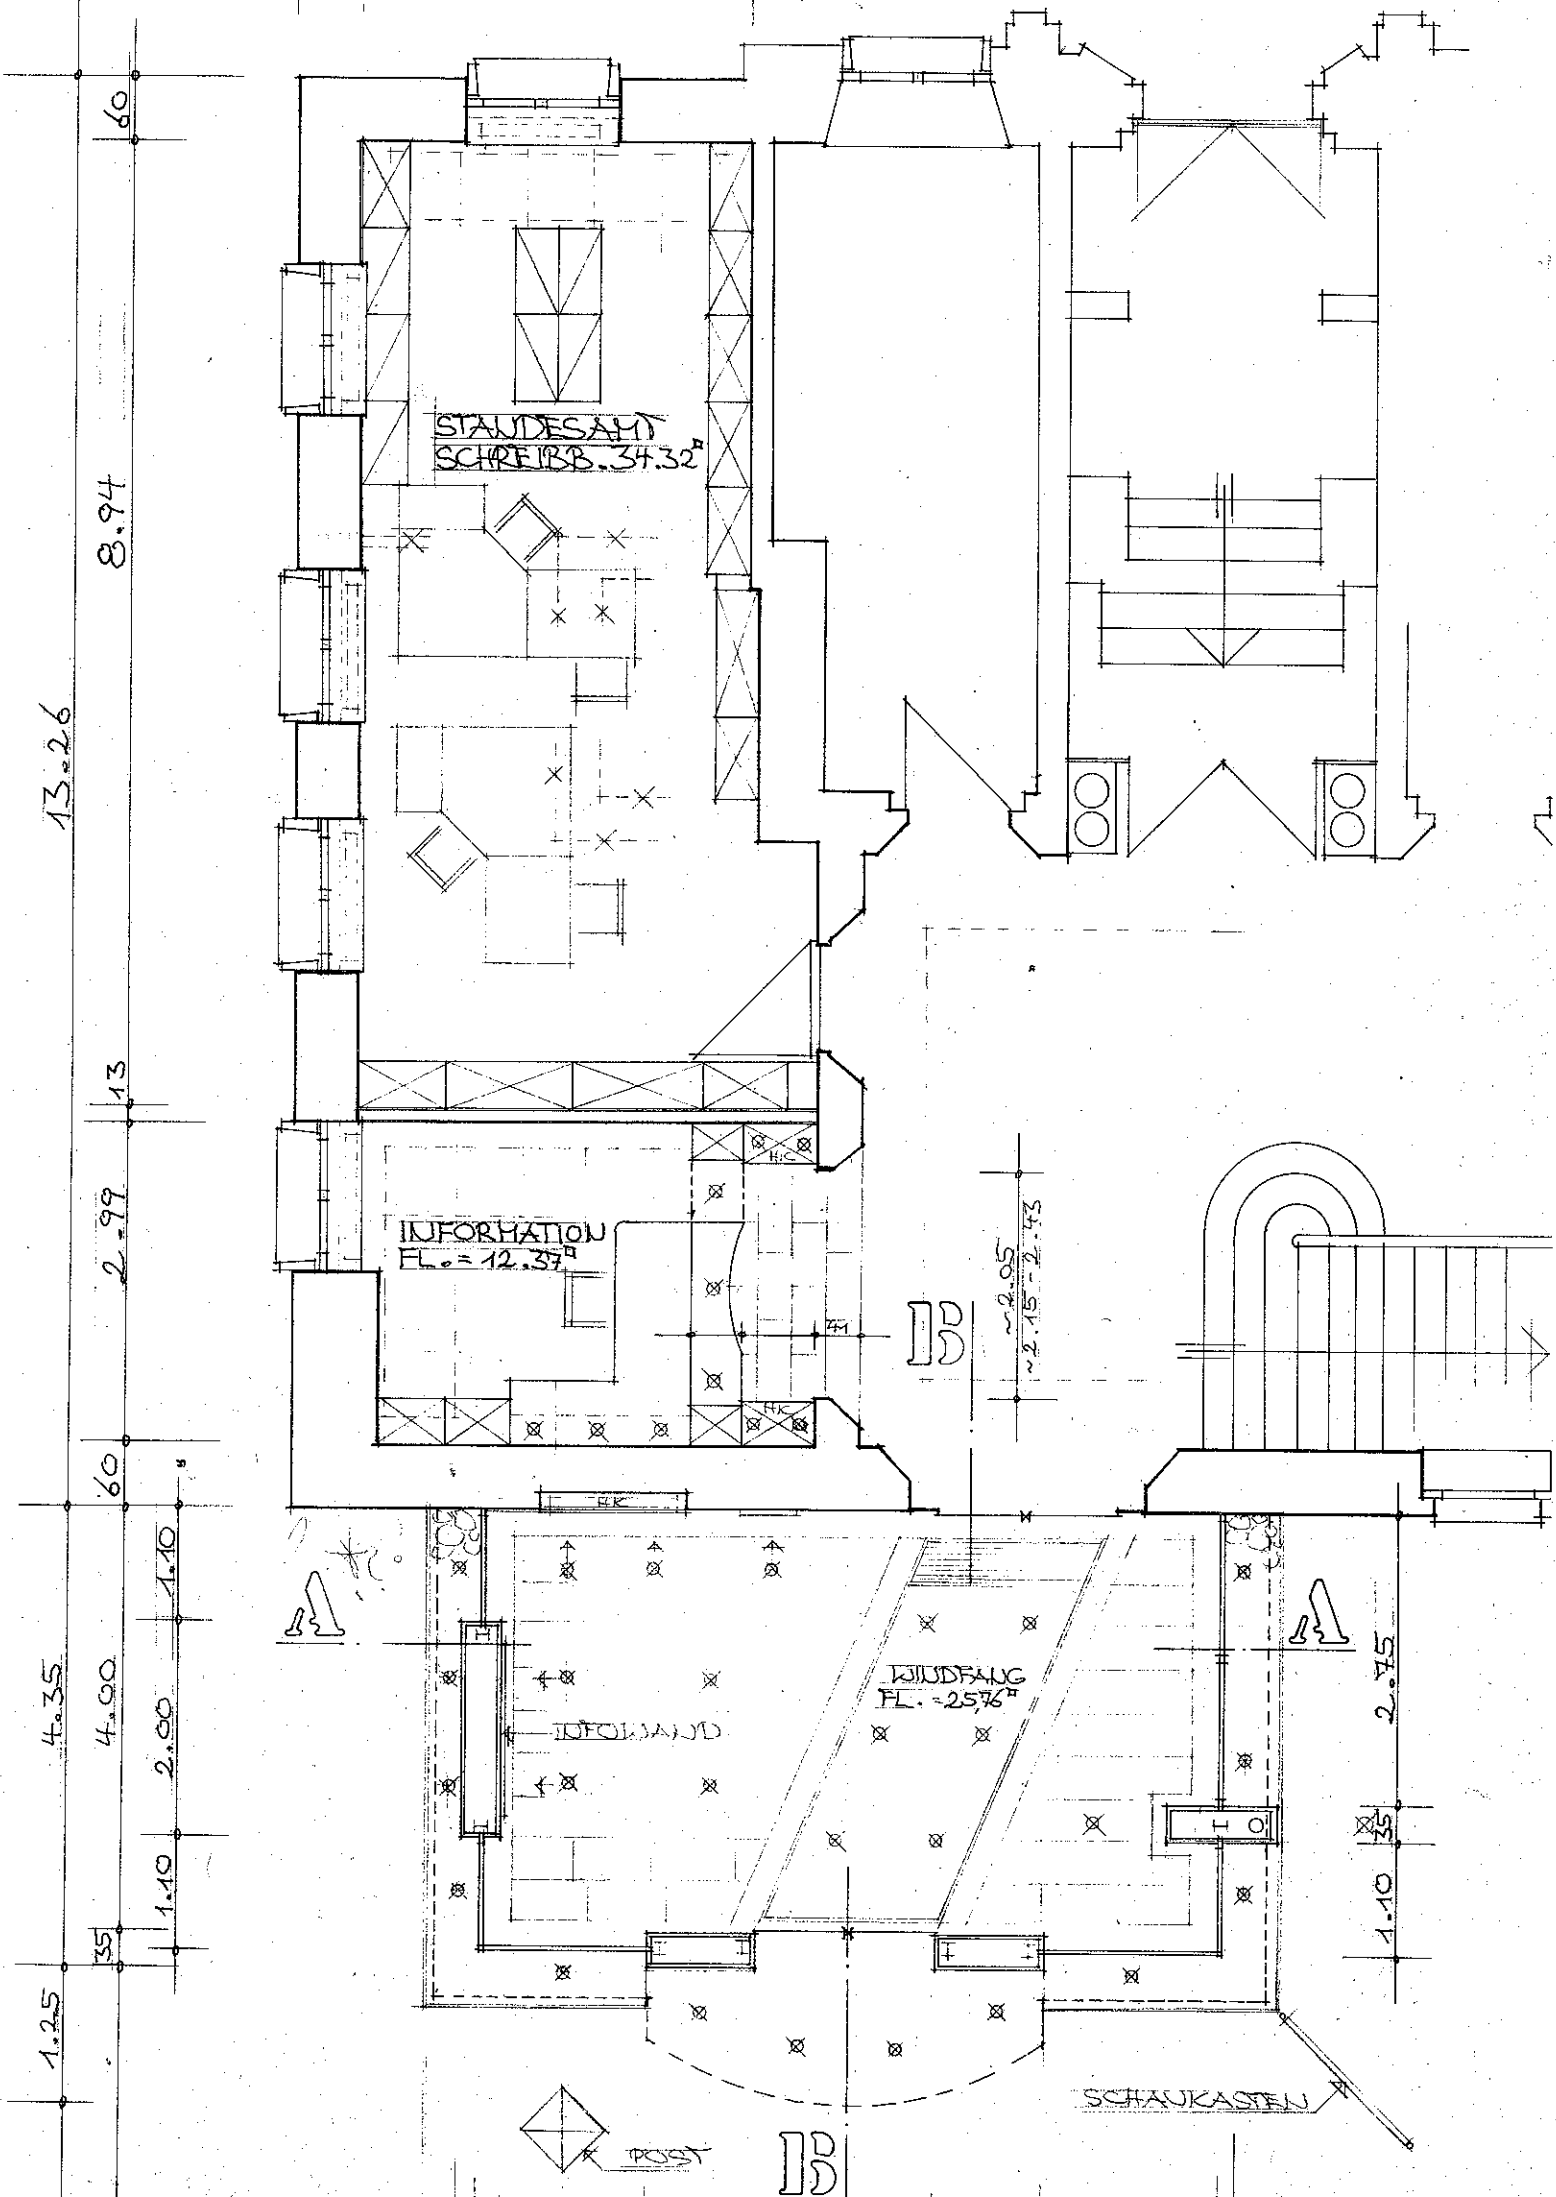 60
8.94
13.26
STANDESAMT
SCHREIBB. 34.32¤
13
2.99
HK
INFORMATION
FL. = 12.37¤
41
~2.05
~2.15-2.43
B
HK
60
HK
1.10
A
A
4.35
4.00
2.00
2.75
WINDFANG
FL. = 25,76¤
INFOWAND
35
1.10
1.10
35
1.25
SCHAUKASTEN
POST
B